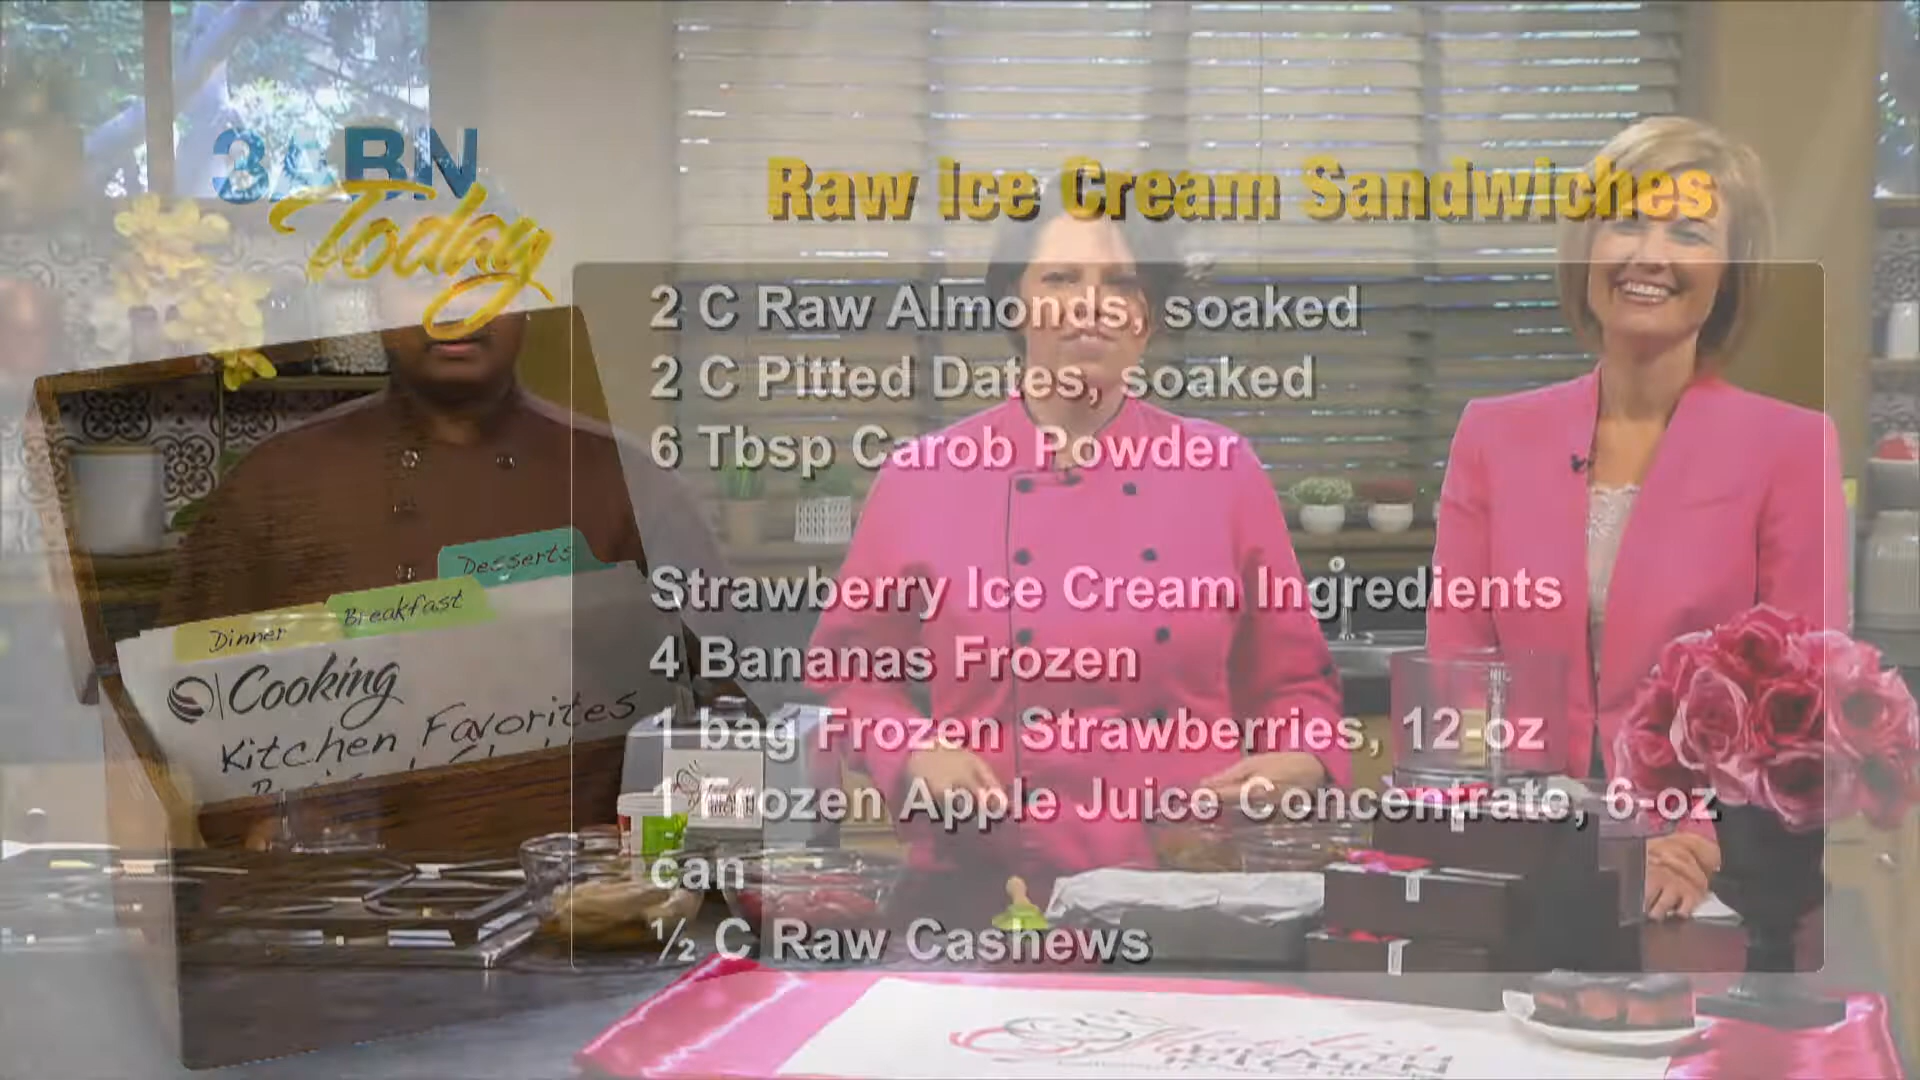 3ABN
Today
Raw Ice Cream Sandwiches
2 C Raw Almonds, soaked
2 C Pitted Dates, soaked
6 Tbsp Carob Powder
Strawberry Ice Cream Ingredients
4 Bananas Frozen
1 bag Frozen Strawberries, 12-oz
1 Frozen Apple Juice Concentrate, 6-oz
can
½ C Raw Cashews
Desserts
Breakfast
Dinner
Cooking
Kitchen Favorites